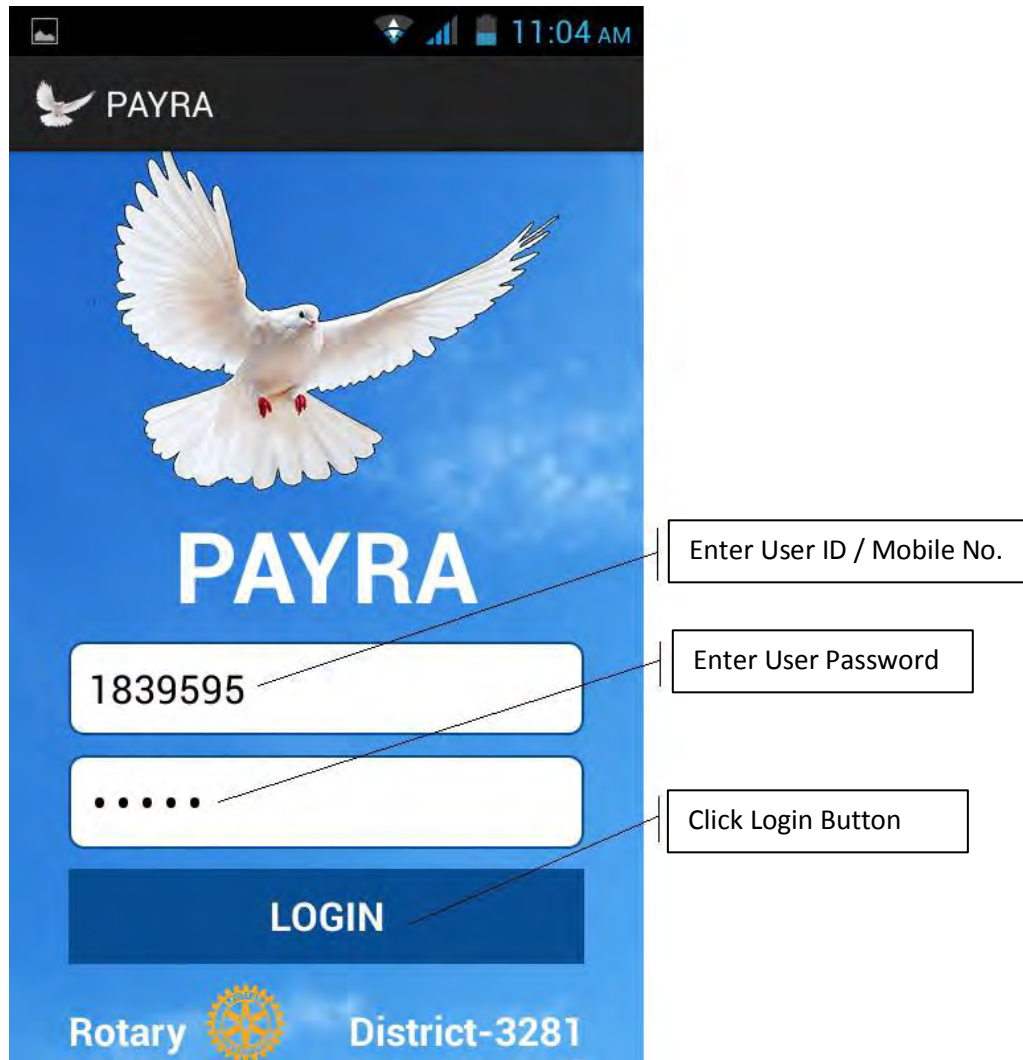 11:04 AM
PAYRA
PAYRA
Enter User ID / Mobile No.
1839595
Enter User Password
•••••
Click Login Button
LOGIN
Rotary District-3281